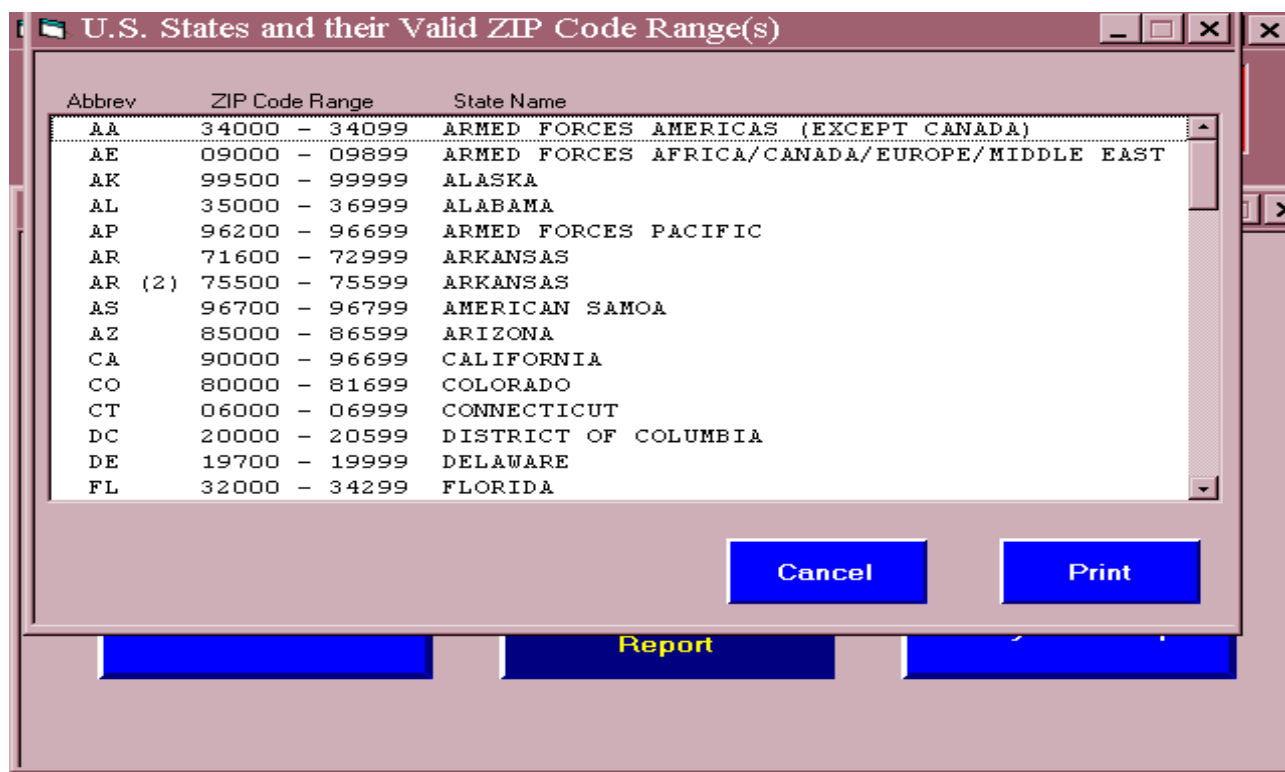 U.S. States and their Valid ZIP Code Range(s)
Abbrev ZIP Code Range State Name
AA 34000 - 34099 ARMED FORCES AMERICAS (EXCEPT CANADA)
AE 09000 - 09899 ARMED FORCES AFRICA/CANADA/EUROPE/MIDDLE EAST
AK 99500 - 99999 ALASKA
AL 35000 - 36999 ALABAMA
AP 96200 - 96699 ARMED FORCES PACIFIC
AR 71600 - 72999 ARKANSAS
AR (2) 75500 - 75599 ARKANSAS
AS 96700 - 96799 AMERICAN SAMOA
AZ 85000 - 86599 ARIZONA
CA 90000 - 96699 CALIFORNIA
CO 80000 - 81699 COLORADO
CT 06000 - 06999 CONNECTICUT
DC 20000 - 20599 DISTRICT OF COLUMBIA
DE 19700 - 19999 DELAWARE
FL 32000 - 34299 FLORIDA
Cancel Print
Report